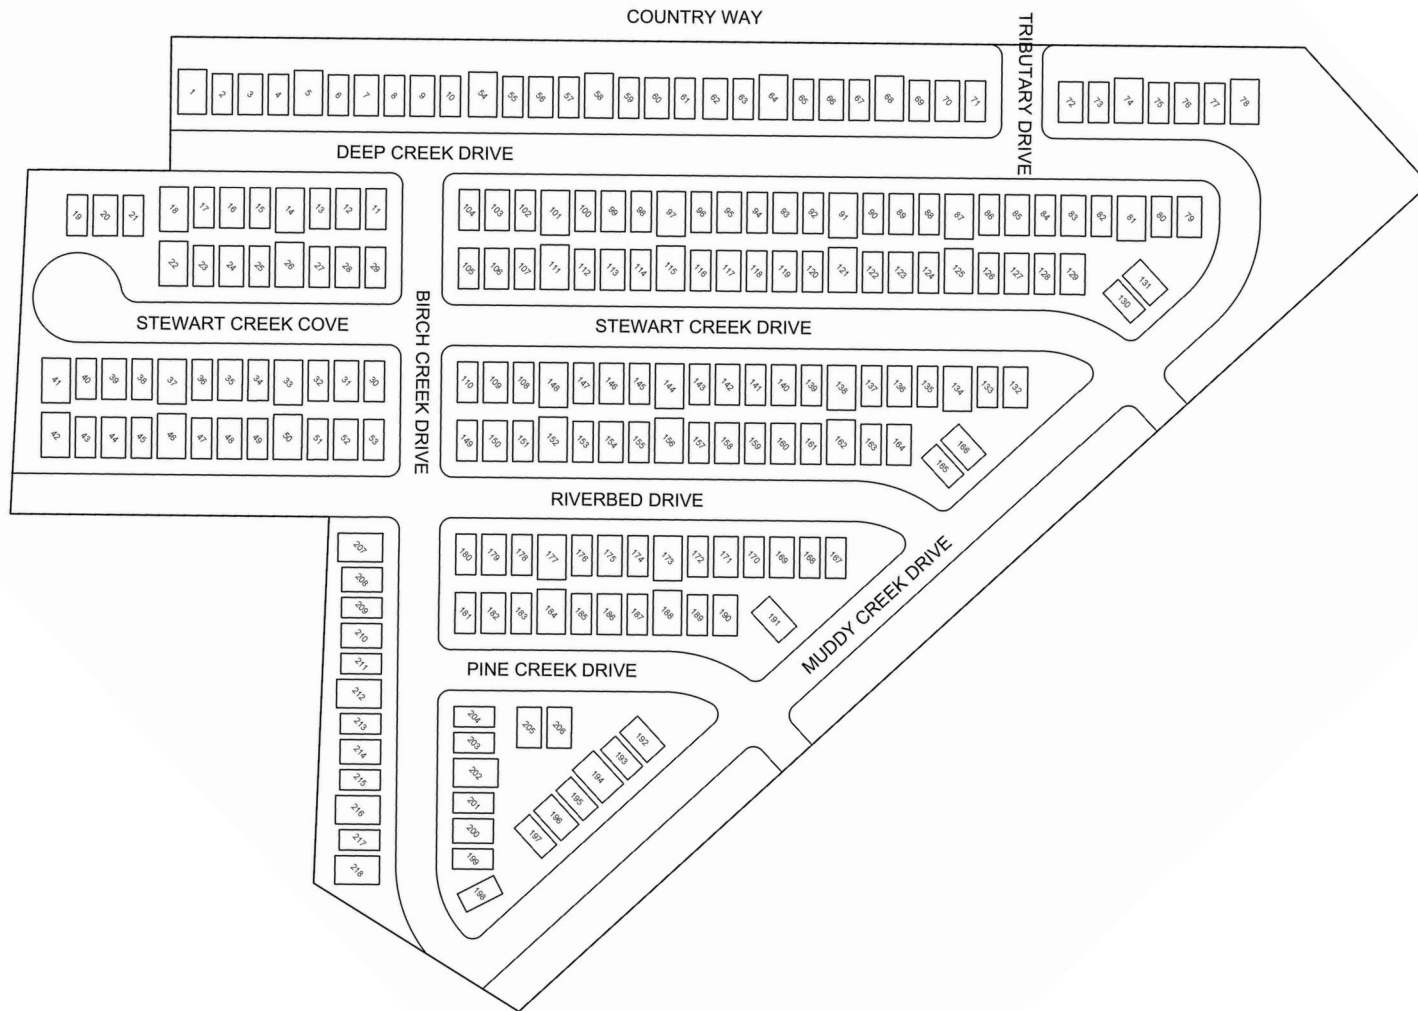 COUNTRY WAY
TRIBUTARY DRIVE
1 2 3 4 5 6 7 8 9 10 54 55 56 57 58 59 60 61 62 63 64 65 66 67 68 69 70 71 72 73 74 75 76 77 78
DEEP CREEK DRIVE
19 20 21 18 17 16 15 14 13 12 11 104 103 102 101 100 99 98 97 96 95 94 93 92 91 90 89 88 87 86 85 84 83 82 81 80 79
22 23 24 25 26 27 28 29 105 106 107 111 112 113 114 115 116 117 118 119 120 121 122 123 124 125 126 127 128 129 130 131
BIRCH CREEK DRIVE
STEWART CREEK COVE
STEWART CREEK DRIVE
41 40 39 38 37 36 35 34 33 32 31 30 110 109 108 148 147 146 145 144 143 142 141 140 139 138 137 136 135 134 133 132
42 43 44 45 46 47 48 49 50 51 52 53 149 150 151 152 153 154 155 156 157 158 159 160 161 162 163 164 165 166
RIVERBED DRIVE
180 179 178 177 176 175 174 173 172 171 170 169 168 167
181 182 183 184 185 186 187 188 189 190 191
MUDDY CREEK DRIVE
PINE CREEK DRIVE
207
208
209
210
211
212
213
214
215
216
217
218
204
203
202
201
200
199
198
205 206
192
193
194
195
196
197